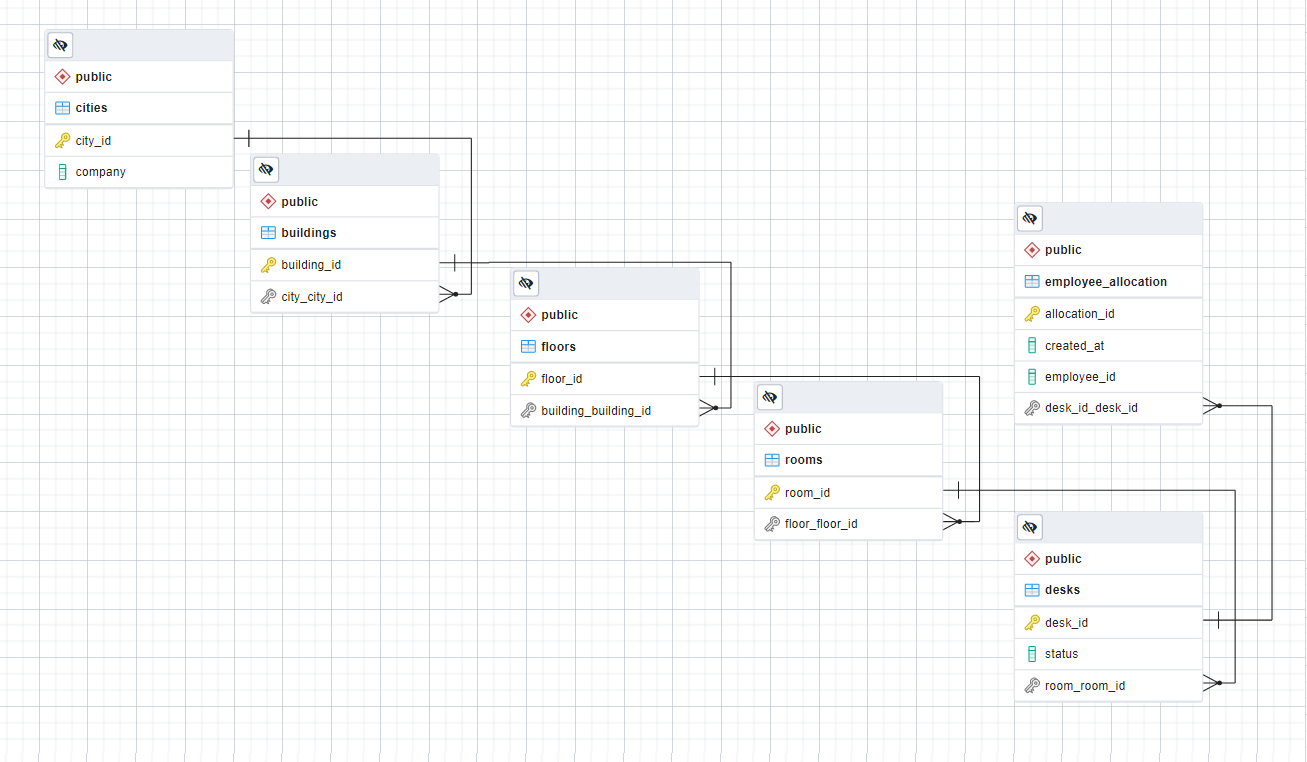 public
cities
city_id
company
public
buildings
building_id
city_city_id
public
floors
floor_id
building_building_id
public
rooms
room_id
floor_floor_id
public
employee_allocation
allocation_id
created_at
employee_id
desk_id_desk_id
public
desks
desk_id
status
room_room_id